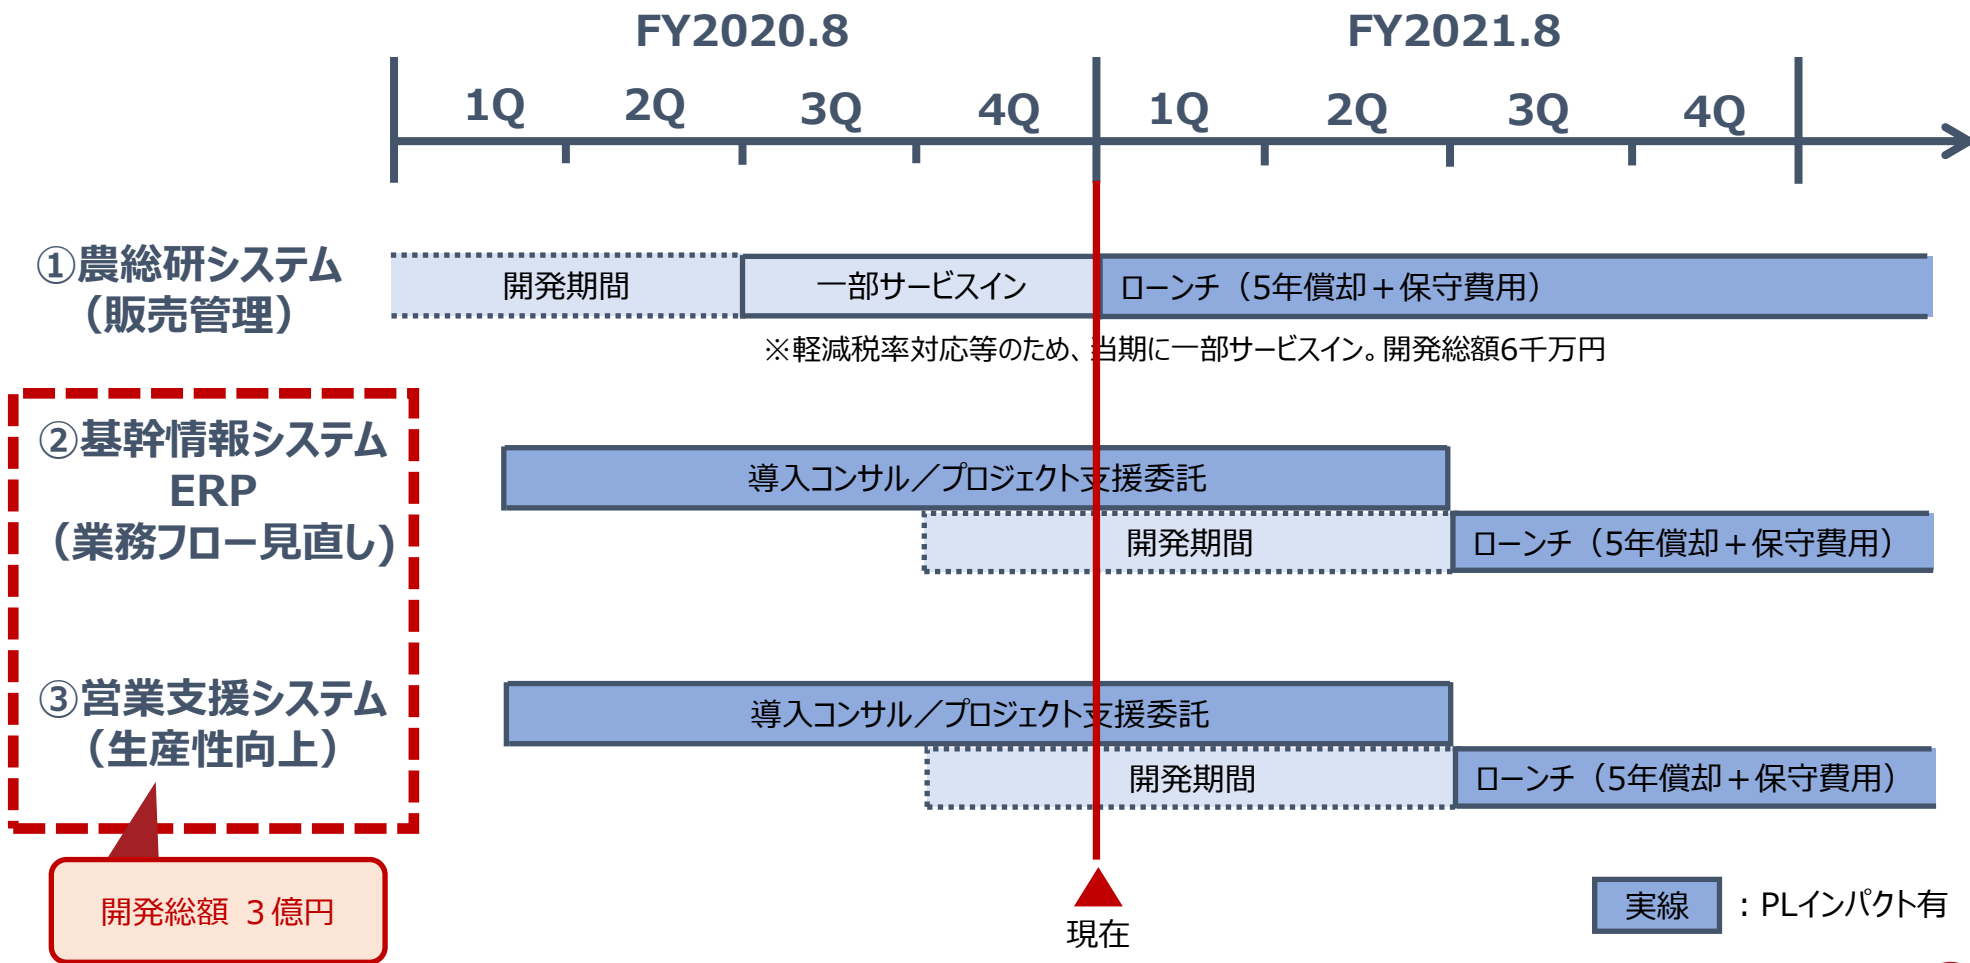 FY2020.8
FY2021.8
1Q
2Q
3Q
4Q
1Q
2Q
3Q
4Q
①農総研システム
（販売管理）
開発期間
一部サービスイン
ローンチ（5年償却＋保守費用）
※軽減税率対応等のため、当期に一部サービスイン。開発総額6千万円
②基幹情報システム
ERP
（業務フロー見直し)
導入コンサル／プロジェクト支援委託
開発期間
ローンチ（5年償却＋保守費用）
③営業支援システム
（生産性向上）
導入コンサル／プロジェクト支援委託
開発期間
ローンチ（5年償却＋保守費用）
開発総額 ３億円
現在
実線
：PLインパクト有